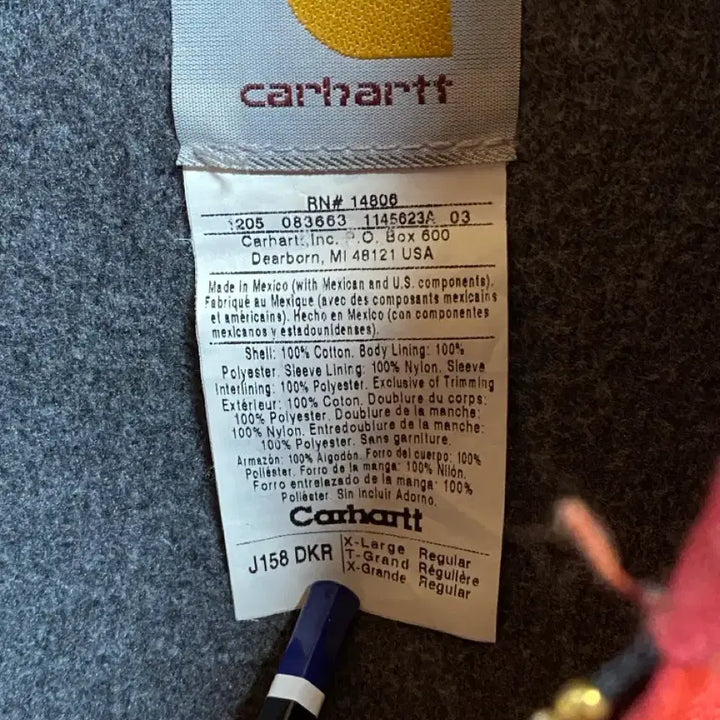 carhartt
RN# 14806
1205 083663 1145623A 03
Carhartt, Inc. P.O. Box 600
Dearborn, MI 48121 USA
Made in Mexico (with Mexican and U.S. components).
Fabriqué au Mexique (avec des composants mexicains
et américains). Hecho en Mexico (con componentes
mexicanos y estadounidenses).
Shell: 100% Cotton. Body Lining: 100%
Polyester. Sleeve Lining: 100% Nylon. Sleeve
Interlining: 100% Polyester. Exclusive of Trimming
Extérieur: 100% Coton. Doublure du corps:
100% Polyester. Doublure de la manche:
100% Nylon. Entredoublure de la manche:
100% Polyester. Sans garniture.
Armazón: 100% Algodón. Forro del cuerpo: 100%
Poliéster. Forro de la manga: 100% Nilón.
Forro entrelazado de la manga: 100%
Poliéster. Sin Incluir Adorno.
Carhartt
J158 DKR
X-Large Regular
T-Grand Régulière
X-Grande Regular